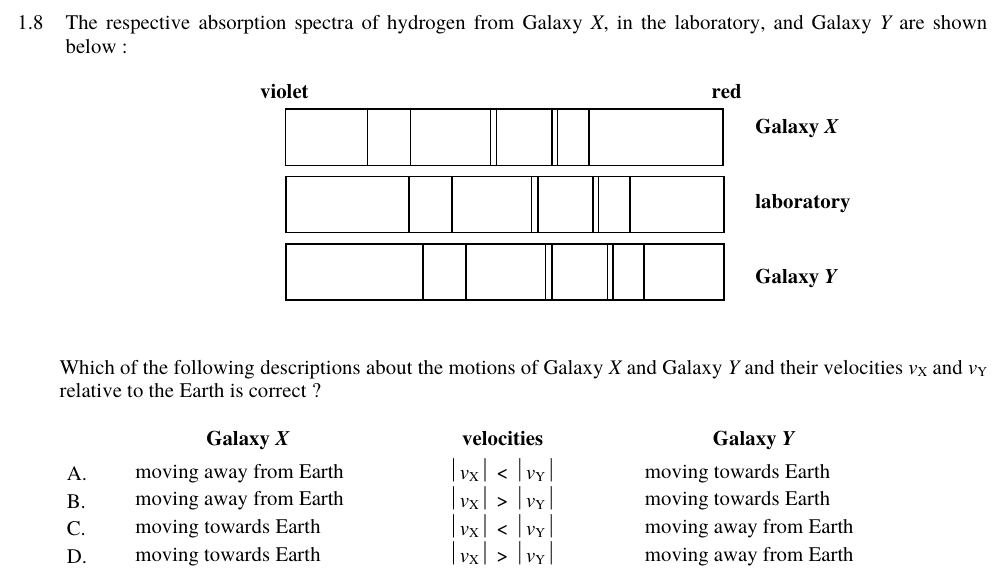 1.8 The respective absorption spectra of hydrogen from Galaxy X, in the laboratory, and Galaxy Y are shown
below :
violet red
Galaxy X
laboratory
Galaxy Y
Which of the following descriptions about the motions of Galaxy X and Galaxy Y and their velocities vX and vY
relative to the Earth is correct ?
Galaxy X velocities Galaxy Y
A. moving away from Earth |vX| < |vY| moving towards Earth
B. moving away from Earth |vX| > |vY| moving towards Earth
C. moving towards Earth |vX| < |vY| moving away from Earth
D. moving towards Earth |vX| > |vY| moving away from Earth